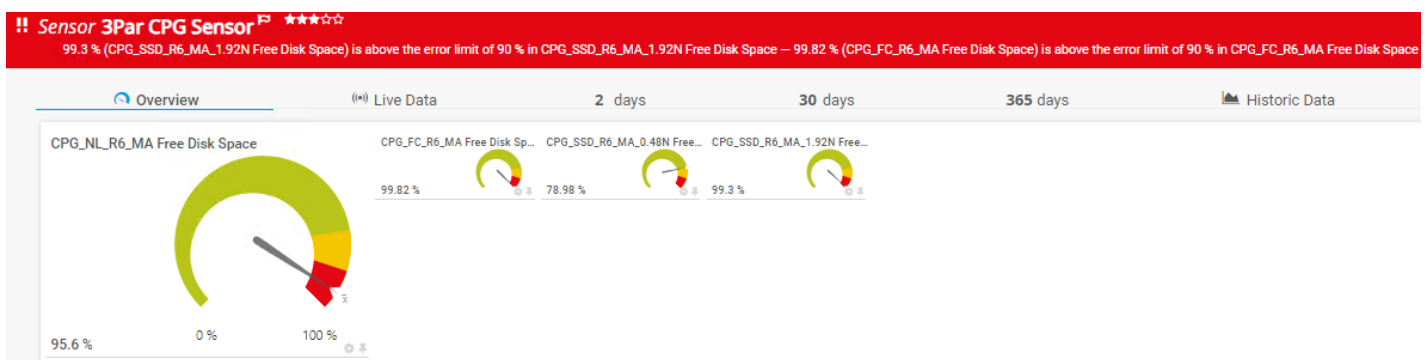 !! Sensor 3Par CPG Sensor
99.3 % (CPG_SSD_R6_MA_1.92N Free Disk Space) is above the error limit of 90 % in CPG_SSD_R6_MA_1.92N Free Disk Space — 99.82 % (CPG_FC_R6_MA Free Disk Space) is above the error limit of 90 % in CPG_FC_R6_MA Free Disk Space
Overview Live Data 2 days 30 days 365 days Historic Data
CPG_NL_R6_MA Free Disk Space
95.6 %
0 %
100 %
x̄
CPG_FC_R6_MA Free Disk Sp...
99.82 %
CPG_SSD_R6_MA_0.48N Free...
78.98 %
CPG_SSD_R6_MA_1.92N Free...
99.3 %